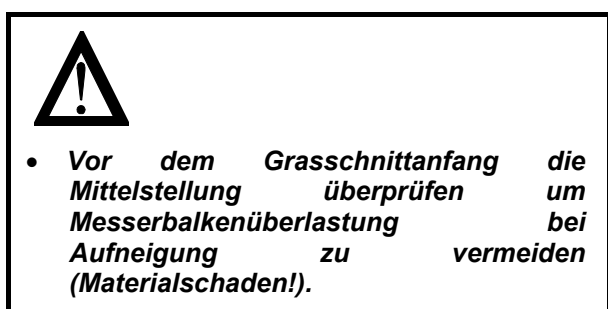 • Vor dem Grasschnittanfang die
Mittelstellung überprüfen um
Messerbalkenüberlastung bei
Aufneigung zu vermeiden
(Materialschaden!).